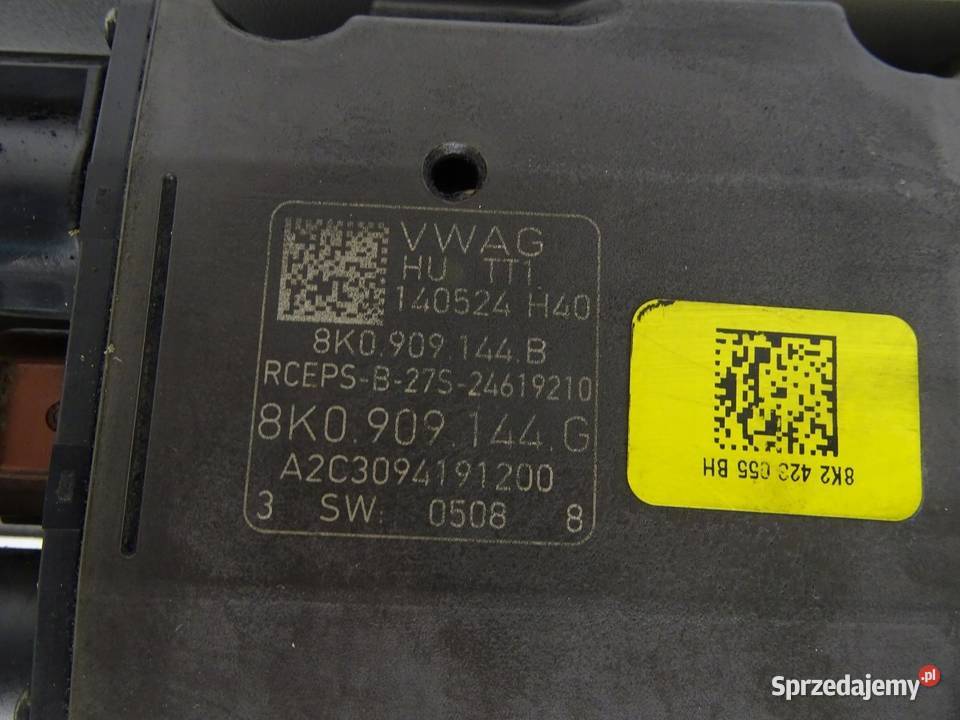 VWAG
HU TT1.
140524 H40
8K0.909.144.B
RCEPS-B-27S-24619210
8K0.909.144.G
A2C3094191200
3 SW: 0508 8
8K2 423 055 BH
Sprzedajemy.pl